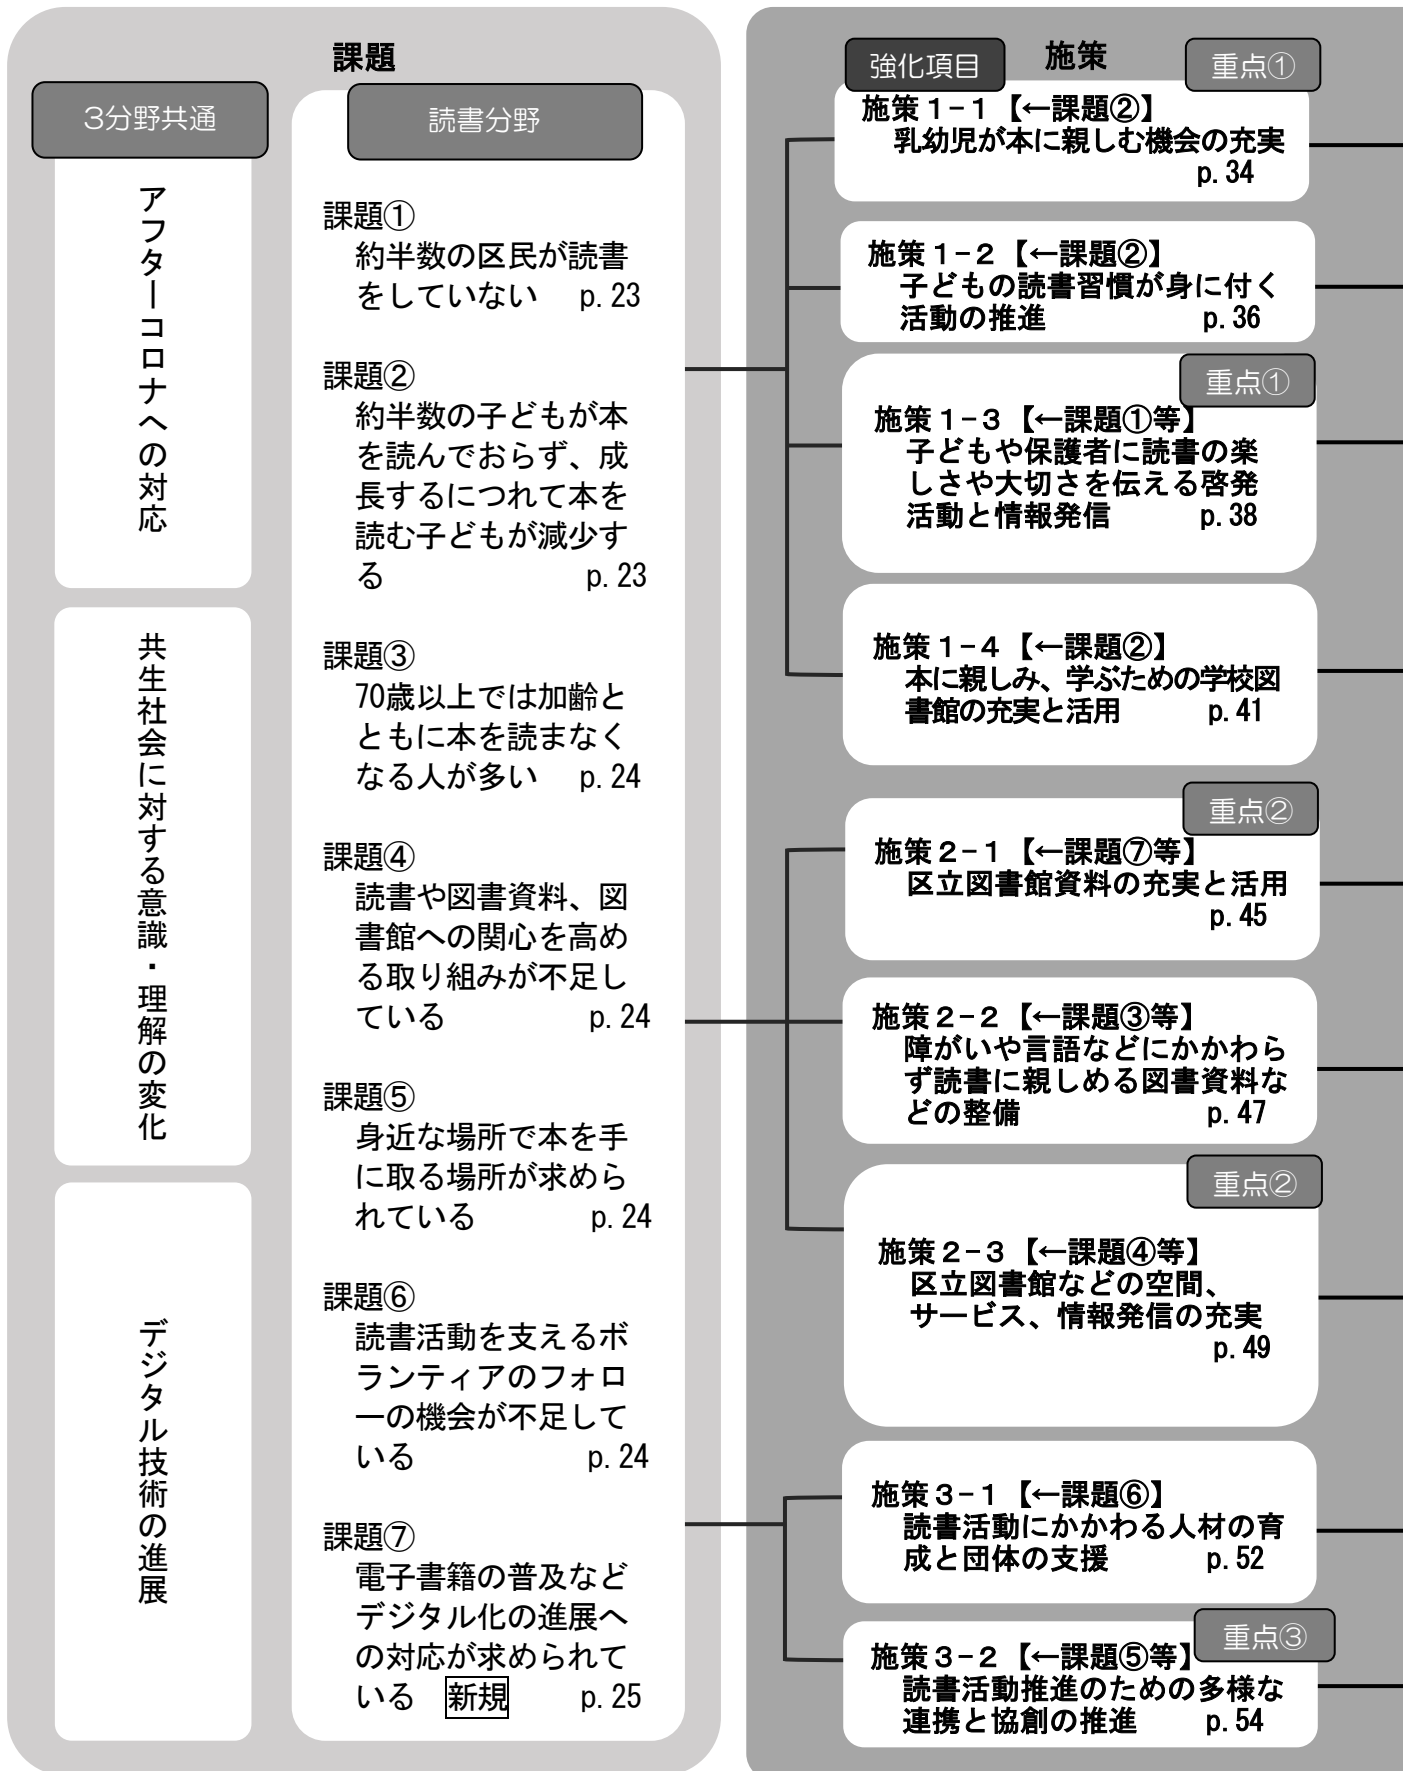 課題
3分野共通
読書分野
アフターコロナへの対応
共生社会に対する意識・理解の変化
デジタル技術の進展
課題①
約半数の区民が読書
をしていない p.23
課題②
約半数の子どもが本
を読んでおらず、成
長するにつれて本を
読む子どもが減少す
る p.23
課題③
70歳以上では加齢と
ともに本を読まなく
なる人が多い p.24
課題④
読書や図書資料、図
書館への関心を高め
る取り組みが不足し
ている p.24
課題⑤
身近な場所で本を手
に取る場所が求めら
れている p.24
課題⑥
読書活動を支えるボ
ランティアのフォロ
ーの機会が不足して
いる p.24
課題⑦
電子書籍の普及など
デジタル化の進展へ
の対応が求められて
いる 新規 p.25
強化項目 施策 重点①
施策1-1【←課題②】
乳幼児が本に親しむ機会の充実
p.34
施策1-2【←課題②】
子どもの読書習慣が身に付く
活動の推進 p.36
重点①
施策1-3【←課題①等】
子どもや保護者に読書の楽
しさや大切さを伝える啓発
活動と情報発信 p.38
施策1-4【←課題②】
本に親しみ、学ぶための学校図
書館の充実と活用 p.41
重点②
施策2-1【←課題⑦等】
区立図書館資料の充実と活用
p.45
施策2-2【←課題③等】
障がいや言語などにかかわら
ず読書に親しめる図書資料な
どの整備 p.47
重点②
施策2-3【←課題④等】
区立図書館などの空間、
サービス、情報発信の充実
p.49
施策3-1【←課題⑥】
読書活動にかかわる人材の育
成と団体の支援 p.52
重点③
施策3-2【←課題⑤等】
読書活動推進のための多様な
連携と協創の推進 p.54